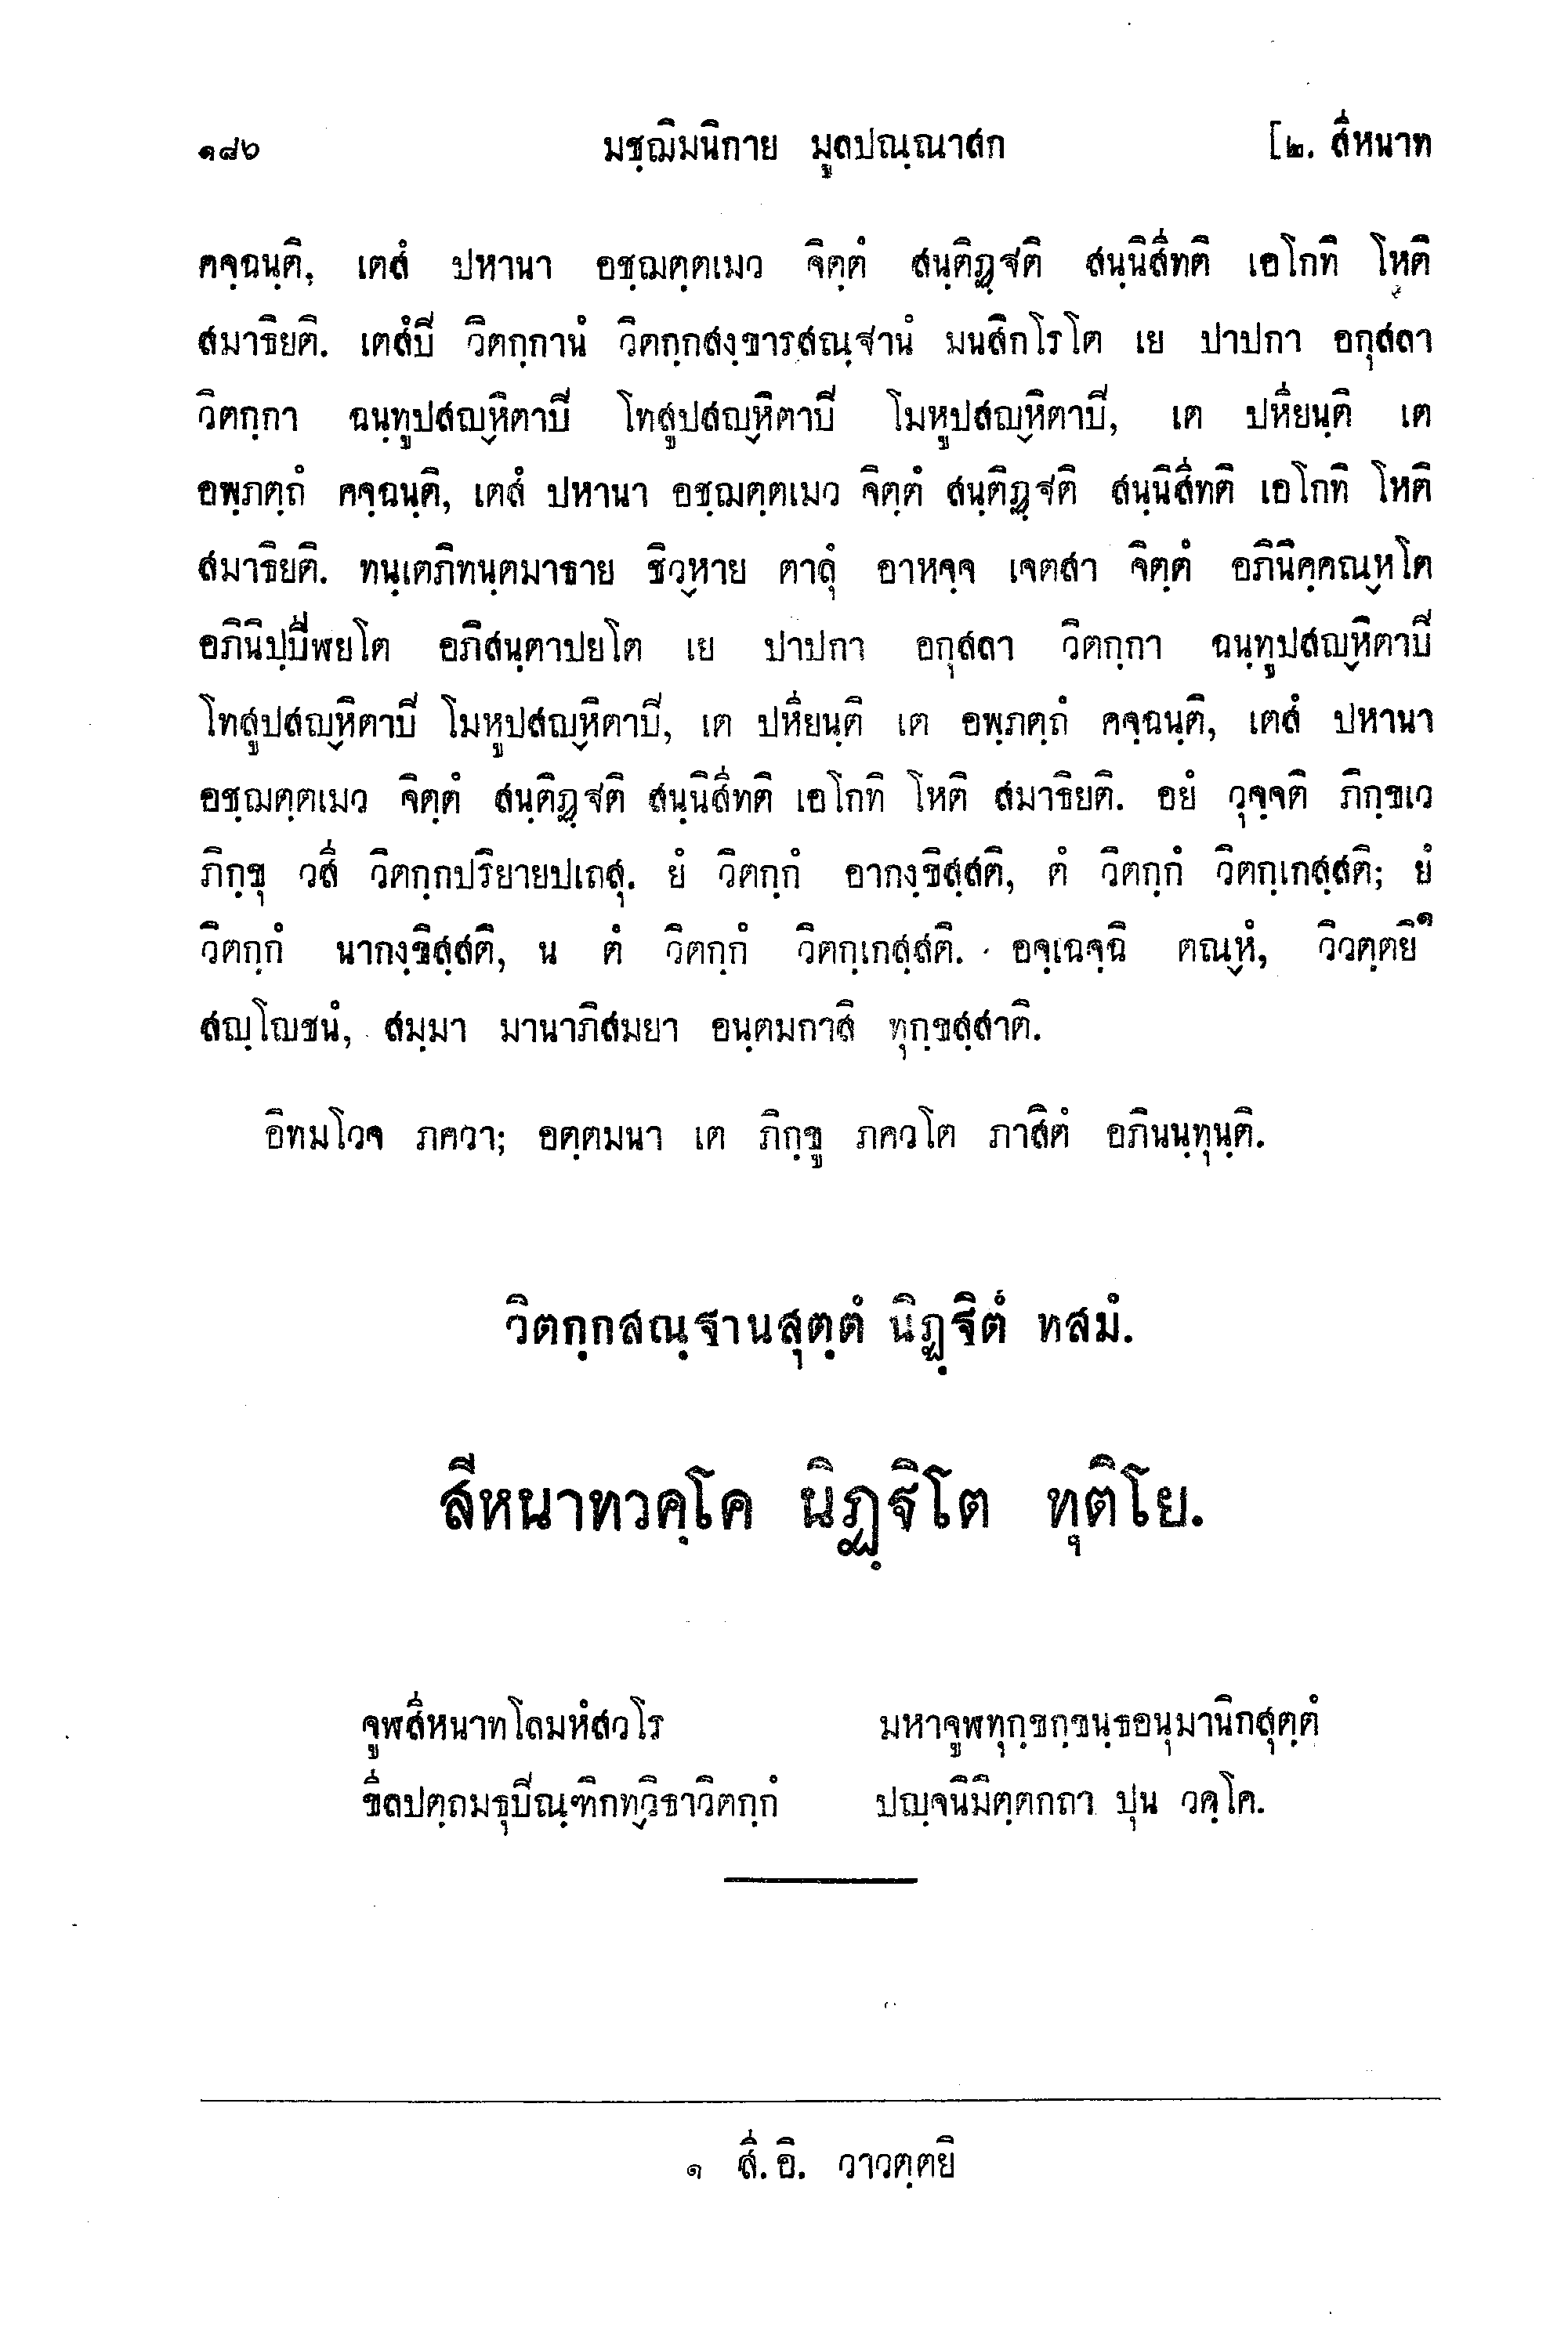 ๑๘๖ มชฺฌิมนิกาย มูลปณฺณาสก [๒. สีหนาท
คจฺฉนฺติ, เตสํ ปหานา อชฺฌตฺตเมว จิตฺตํ สนฺติฏฺฐติ สนฺนิสีทติ เอโกทิ โหติ
สมาธิยติ. เตสํปิ วิตกฺกานํ วิตกฺกสงฺขารสณฺฐานํ มนสิกโรโต เย ปาปกา อกุสลา
วิตกฺกา ฉนฺทูปสญฺหิตาปิ โทสูปสญฺหิตาปิ โมหูปสญฺหิตาปิ, เต ปหียนฺติ เต
อพฺภตฺถํ คจฺฉนฺติ, เตสํ ปหานา อชฺฌตฺตเมว จิตฺตํ สนฺติฏฺฐติ สนฺนิสีทติ เอโกทิ โหติ
สมาธิยติ. ทนฺเตภิทนฺตมาธาย ชิวฺหาย ตาลุํ อาหจฺจ เจตสา จิตฺตํ อภินิคฺคณฺหโต
อภินิปฺปีฬยโต อภิสนฺตาปยโต เย ปาปกา อกุสลา วิตกฺกา ฉนฺทูปสญฺหิตาปิ
โทสูปสญฺหิตาปิ โมหูปสญฺหิตาปิ, เต ปหียนฺติ เต อพฺภตฺถํ คจฺฉนฺติ, เตสํ ปหานา
อชฺฌตฺตเมว จิตฺตํ สนฺติฏฺฐติ สนฺนิสีทติ เอโกทิ โหติ สมาธิยติ. อยํ วุจฺจติ ภิกฺขเว
ภิกฺขุ วสี วิตกฺกปริยายปเถสุ. ยํ วิตกฺกํ อากงฺขิสฺสติ, ตํ วิตกฺกํ วิตกฺเกสฺสติ; ยํ
วิตกฺกํ นากงฺขิสฺสติ, น ตํ วิตกฺกํ วิตกฺเกสฺสติ. อจฺเฉจฺฉิ ตณฺหํ, วิวตฺตยิ๑
สญฺโญชนํ, สมฺมา มานาภิสมยา อนฺตมกาสิ ทุกฺขสฺสาติ.
อิทมโวจ ภควา; อตฺตมนา เต ภิกฺขู ภควโต ภาสิตํ อภินนฺทุนฺติ.
วิตกฺกสณฺฐานสุตฺตํ นิฏฺฐิตํ ทสมํ.
สีหนาทวคฺโค นิฏฺฐิโต ทุติโย.
จูฬสีหนาทโลมหํสวโร มหาจูฬทุกฺขกฺขนฺธอนุมานิกสุตฺตํ
ขีลปตฺถมธุปิณฺฑิกทฺวิธาวิตกฺกํ ปญฺจนิมิตฺตกถา ปุน วคฺโค.
๑ สี.อิ. วาวตฺตยิ